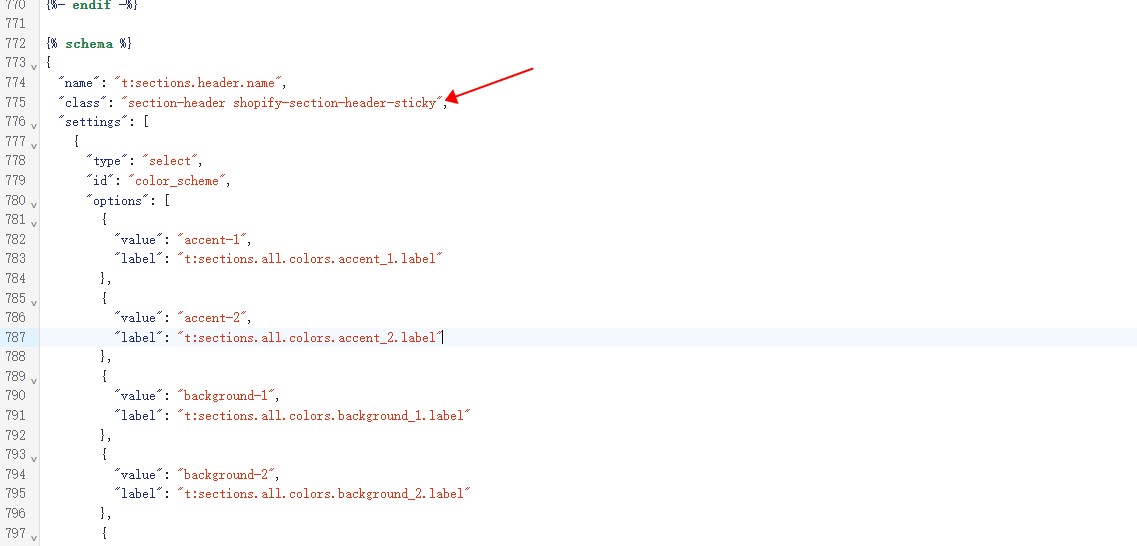 770 {%- endif -%}
771
772 {% schema %}
773 {
774 "name": "t:sections.header.name",
775 "class": "section-header shopify-section-header-sticky",
776 "settings": [
777 {
778 "type": "select",
779 "id": "color_scheme",
780 "options": [
781 {
782 "value": "accent-1",
783 "label": "t:sections.all.colors.accent_1.label"
784 },
785 {
786 "value": "accent-2",
787 "label": "t:sections.all.colors.accent_2.label"
788 },
789 {
790 "value": "background-1",
791 "label": "t:sections.all.colors.background_1.label"
792 },
793 {
794 "value": "background-2",
795 "label": "t:sections.all.colors.background_2.label"
796 },
797 {